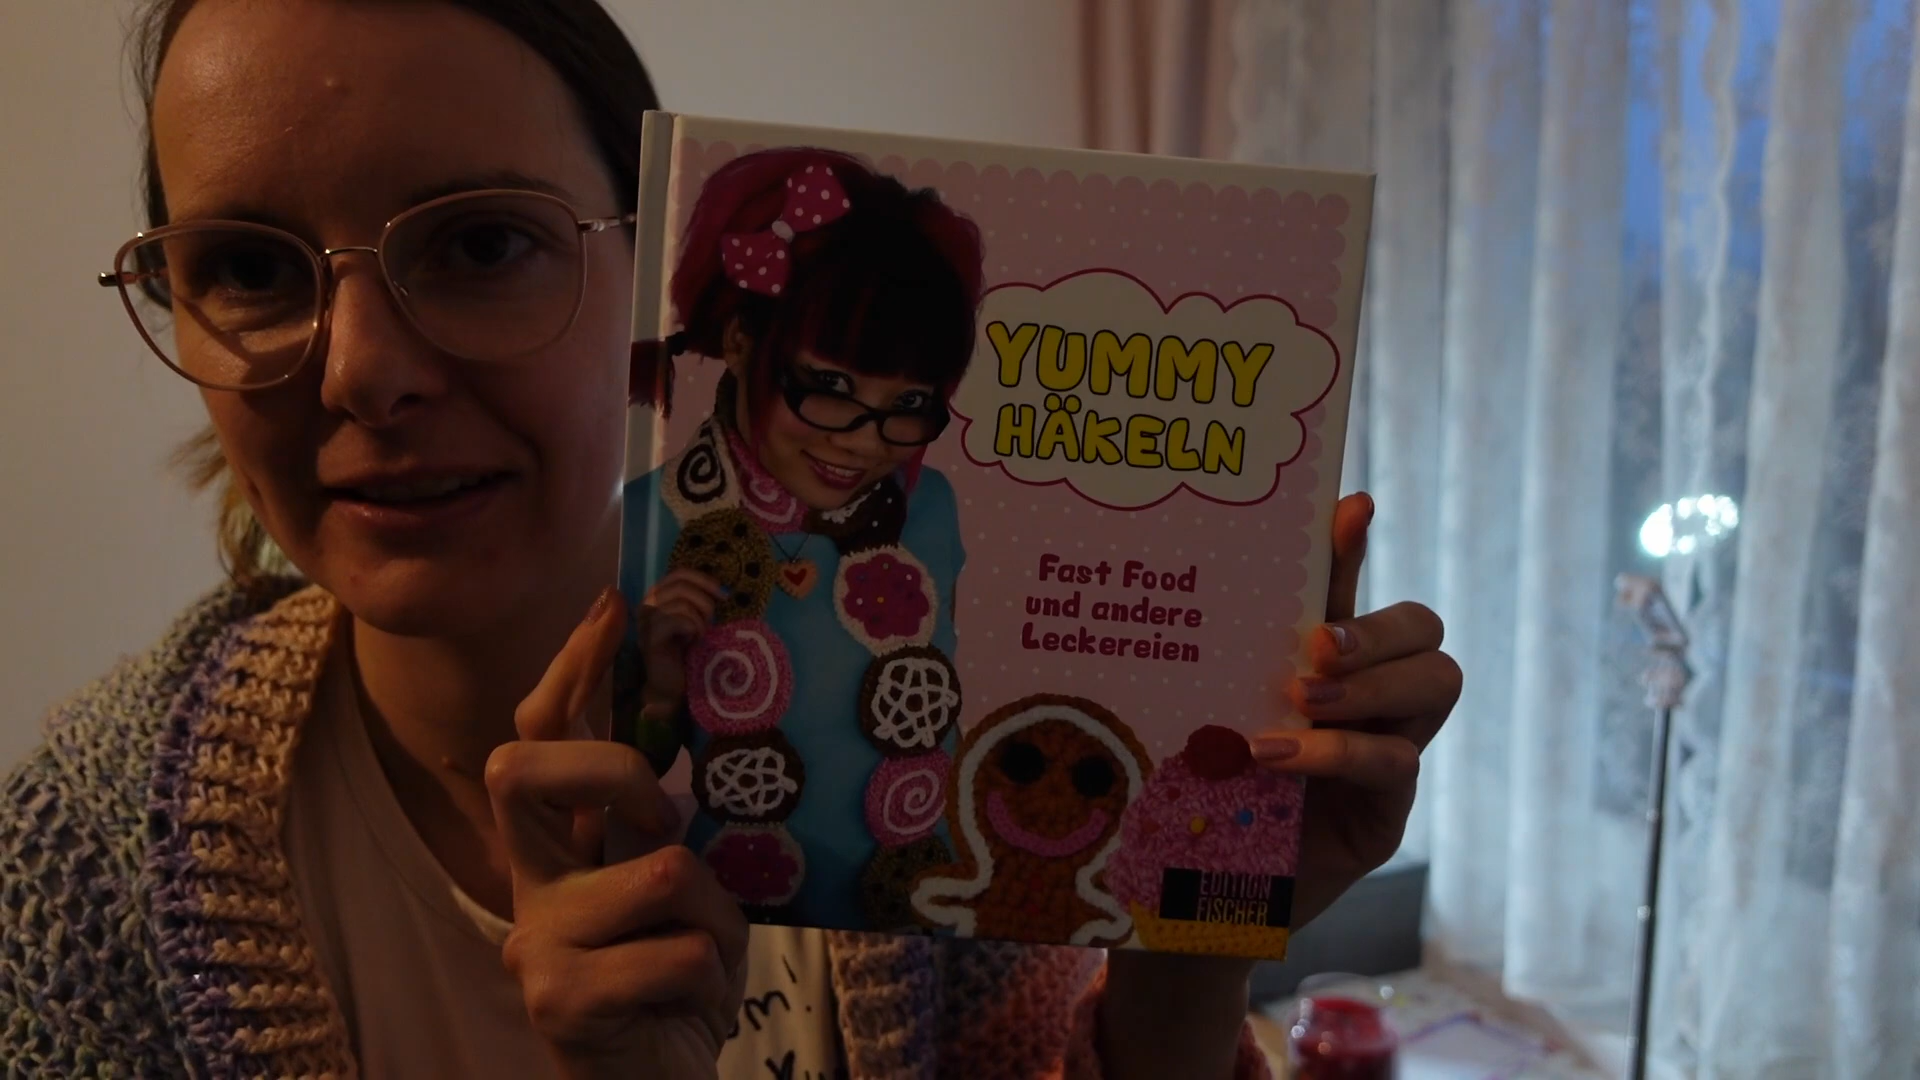 YUMMY
HÄKELN
Fast Food
und andere
Leckereien
EDITION
FISCHER